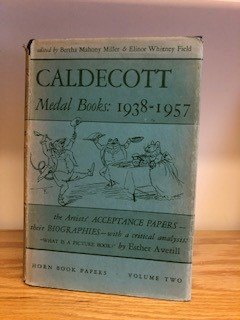 edited by Bertha Mahony Miller & Elinor Whitney Field
CALDECOTT
Medal Books: 1938-1957
the Artists' ACCEPTANCE PAPERS—
their BIOGRAPHIES—with a critical analysis:
"WHAT IS A PICTURE BOOK?" by Esther Averill
HORN BOOK PAPERS VOLUME TWO